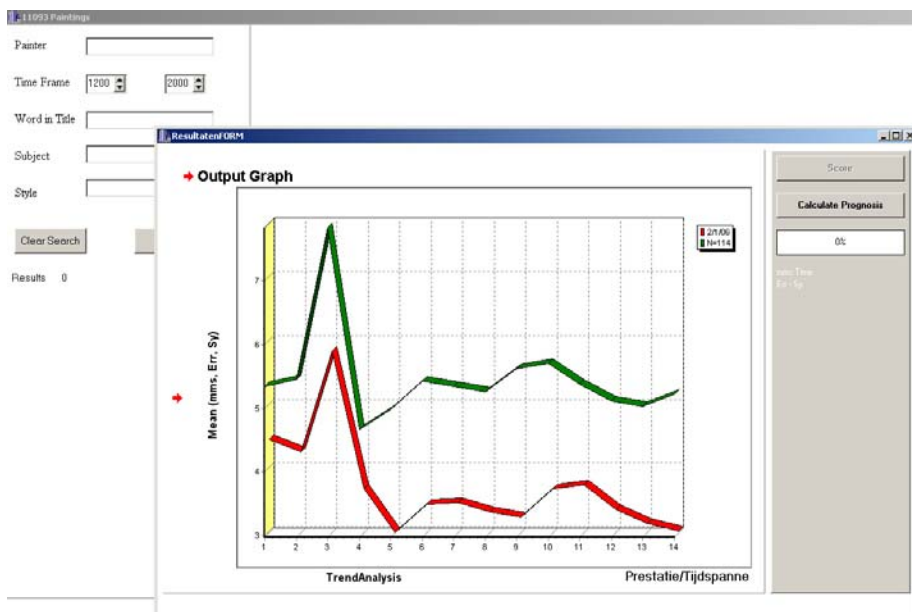 11093 Paintings
Painter
Time Frame 1200 2000
Word in Title
Subject
Style
Clear Search
Results 0
ResultatenFORM
Output Graph
Score
Calculate Prognosis
0%
2/1/06
N=114
Mean (mms, Err, Sy)
7
6
5
4
3
1 2 3 4 5 6 7 8 9 10 11 12 13 14
TrendAnalysis
Prestatie/Tijdspanne